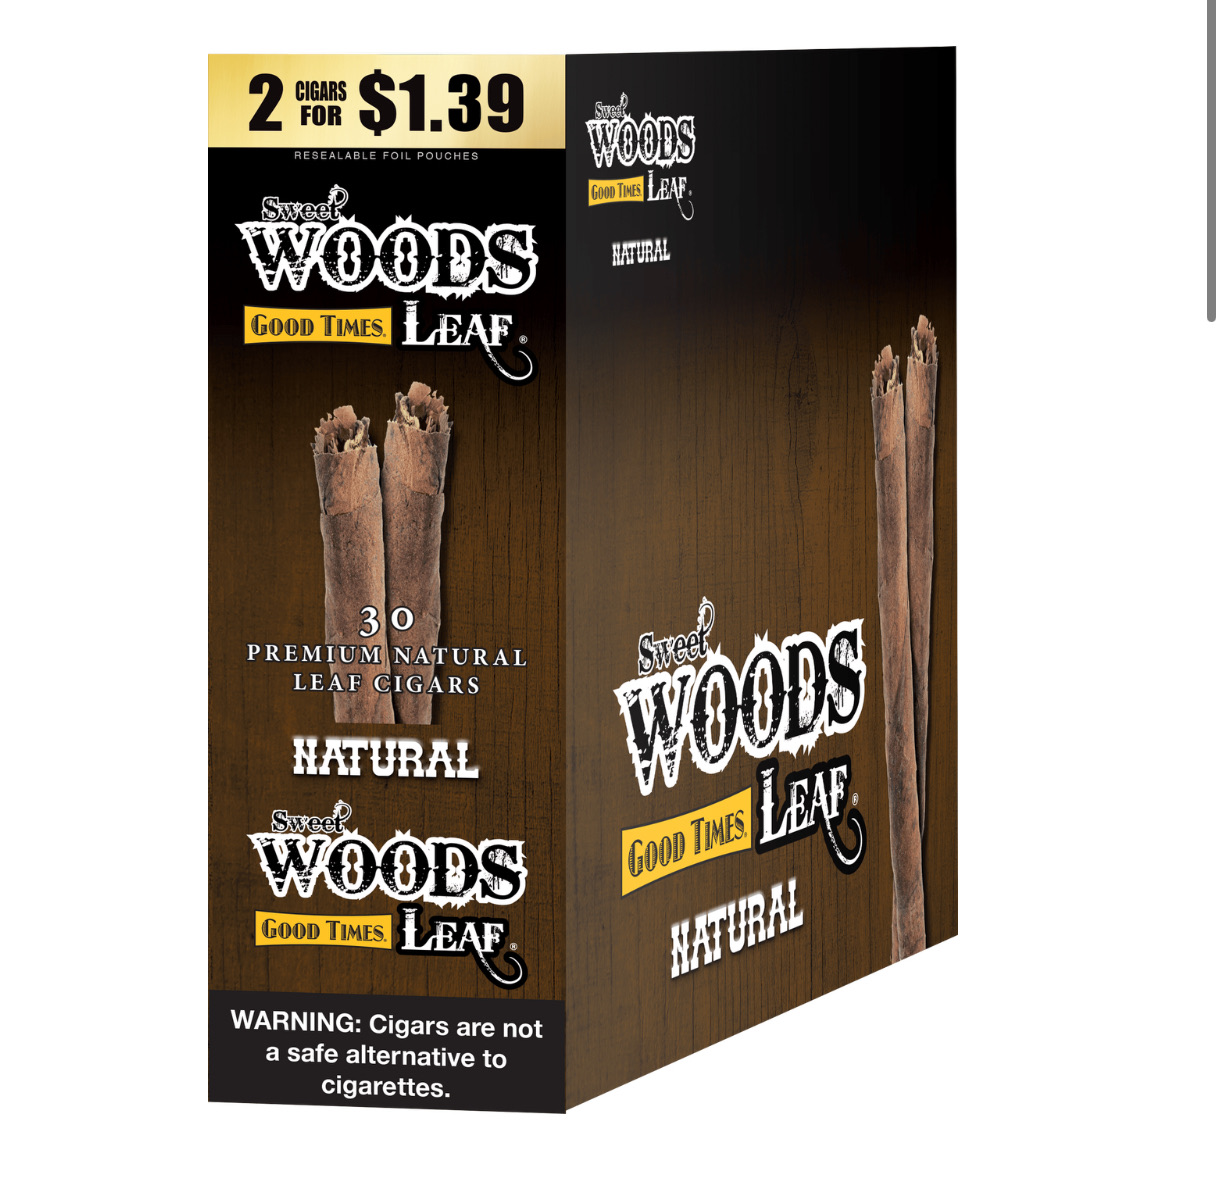 2 CIGARS FOR $1.39
RESEALABLE FOIL POUCHES
Sweet
WOODS
GOOD TIMES® LEAF®
30
PREMIUM NATURAL
LEAF CIGARS
NATURAL
Sweet
WOODS
GOOD TIMES® LEAF®
WARNING: Cigars are not
a safe alternative to
cigarettes.
Sweet
WOODS
GOOD TIMES® LEAF®
NATURAL
Sweet
WOODS
GOOD TIMES® LEAF®
NATURAL